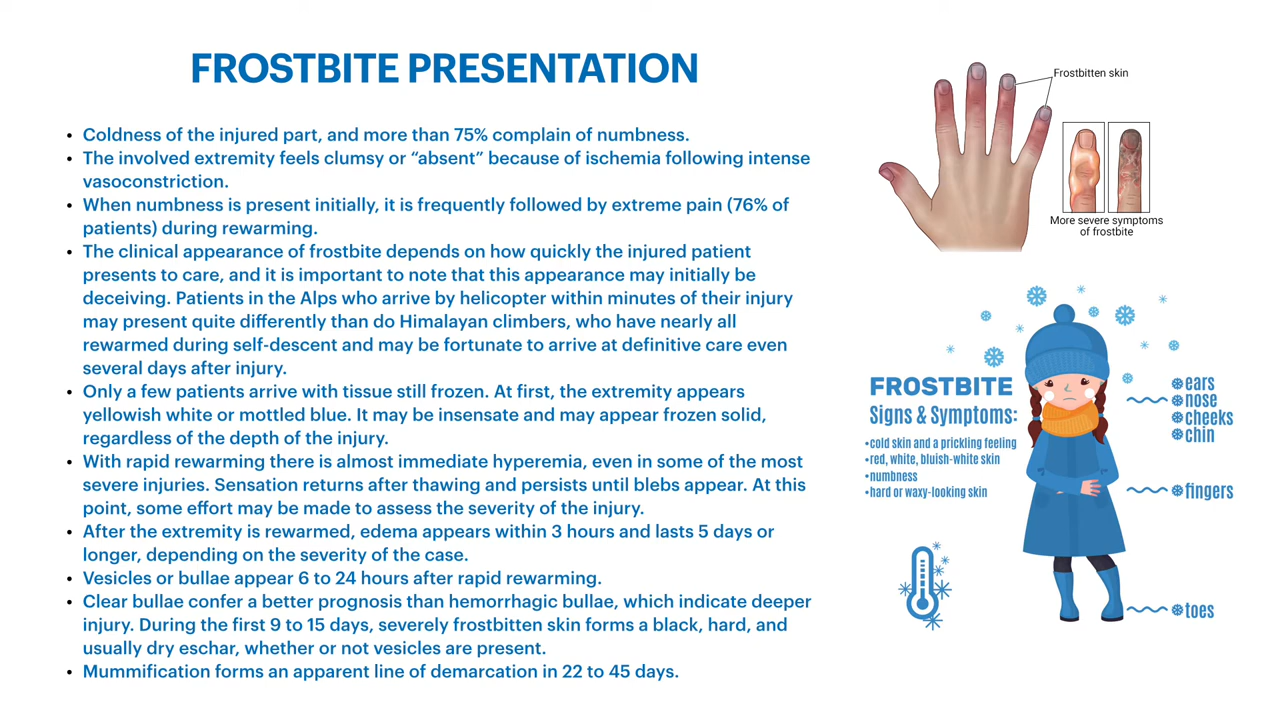 FROSTBITE PRESENTATION
• Coldness of the injured part, and more than 75% complain of numbness.
• The involved extremity feels clumsy or “absent” because of ischemia following intense
vasoconstriction.
• When numbness is present initially, it is frequently followed by extreme pain (76% of
patients) during rewarming.
• The clinical appearance of frostbite depends on how quickly the injured patient
presents to care, and it is important to note that this appearance may initially be
deceiving. Patients in the Alps who arrive by helicopter within minutes of their injury
may present quite differently than do Himalayan climbers, who have nearly all
rewarmed during self-descent and may be fortunate to arrive at definitive care even
several days after injury.
• Only a few patients arrive with tissue still frozen. At first, the extremity appears
yellowish white or mottled blue. It may be insensate and may appear frozen solid,
regardless of the depth of the injury.
• With rapid rewarming there is almost immediate hyperemia, even in some of the most
severe injuries. Sensation returns after thawing and persists until blebs appear. At this
point, some effort may be made to assess the severity of the injury.
• After the extremity is rewarmed, edema appears within 3 hours and lasts 5 days or
longer, depending on the severity of the case.
• Vesicles or bullae appear 6 to 24 hours after rapid rewarming.
• Clear bullae confer a better prognosis than hemorrhagic bullae, which indicate deeper
injury. During the first 9 to 15 days, severely frostbitten skin forms a black, hard, and
usually dry eschar, whether or not vesicles are present.
• Mummification forms an apparent line of demarcation in 22 to 45 days.
Frostbitten skin
More severe symptoms
of frostbite
FROSTBITE
Signs & Symptoms:
•cold skin and a prickling feeling
•red, white, bluish-white skin
•numbness
•hard or waxy-looking skin
ears
nose
cheeks
chin
fingers
toes